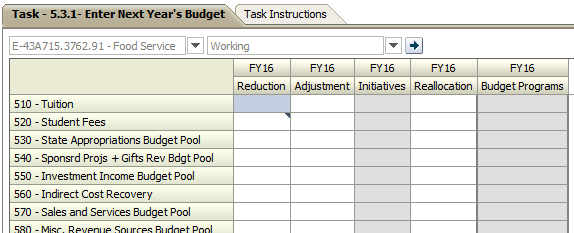 Task - 5.3.1- Enter Next Year's Budget Task Instructions
E-43A715.3762.91 - Food Service Working
FY16 FY16 FY16 FY16 FY16
Reduction Adjustment Initiatives Reallocation Budget Programs
510 - Tuition
520 - Student Fees
530 - State Appropriations Budget Pool
540 - Sponsrd Projs + Gifts Rev Bdgt Pool
550 - Investment Income Budget Pool
560 - Indirect Cost Recovery
570 - Sales and Services Budget Pool
580 - Misc. Revenue Sources Budget Pool